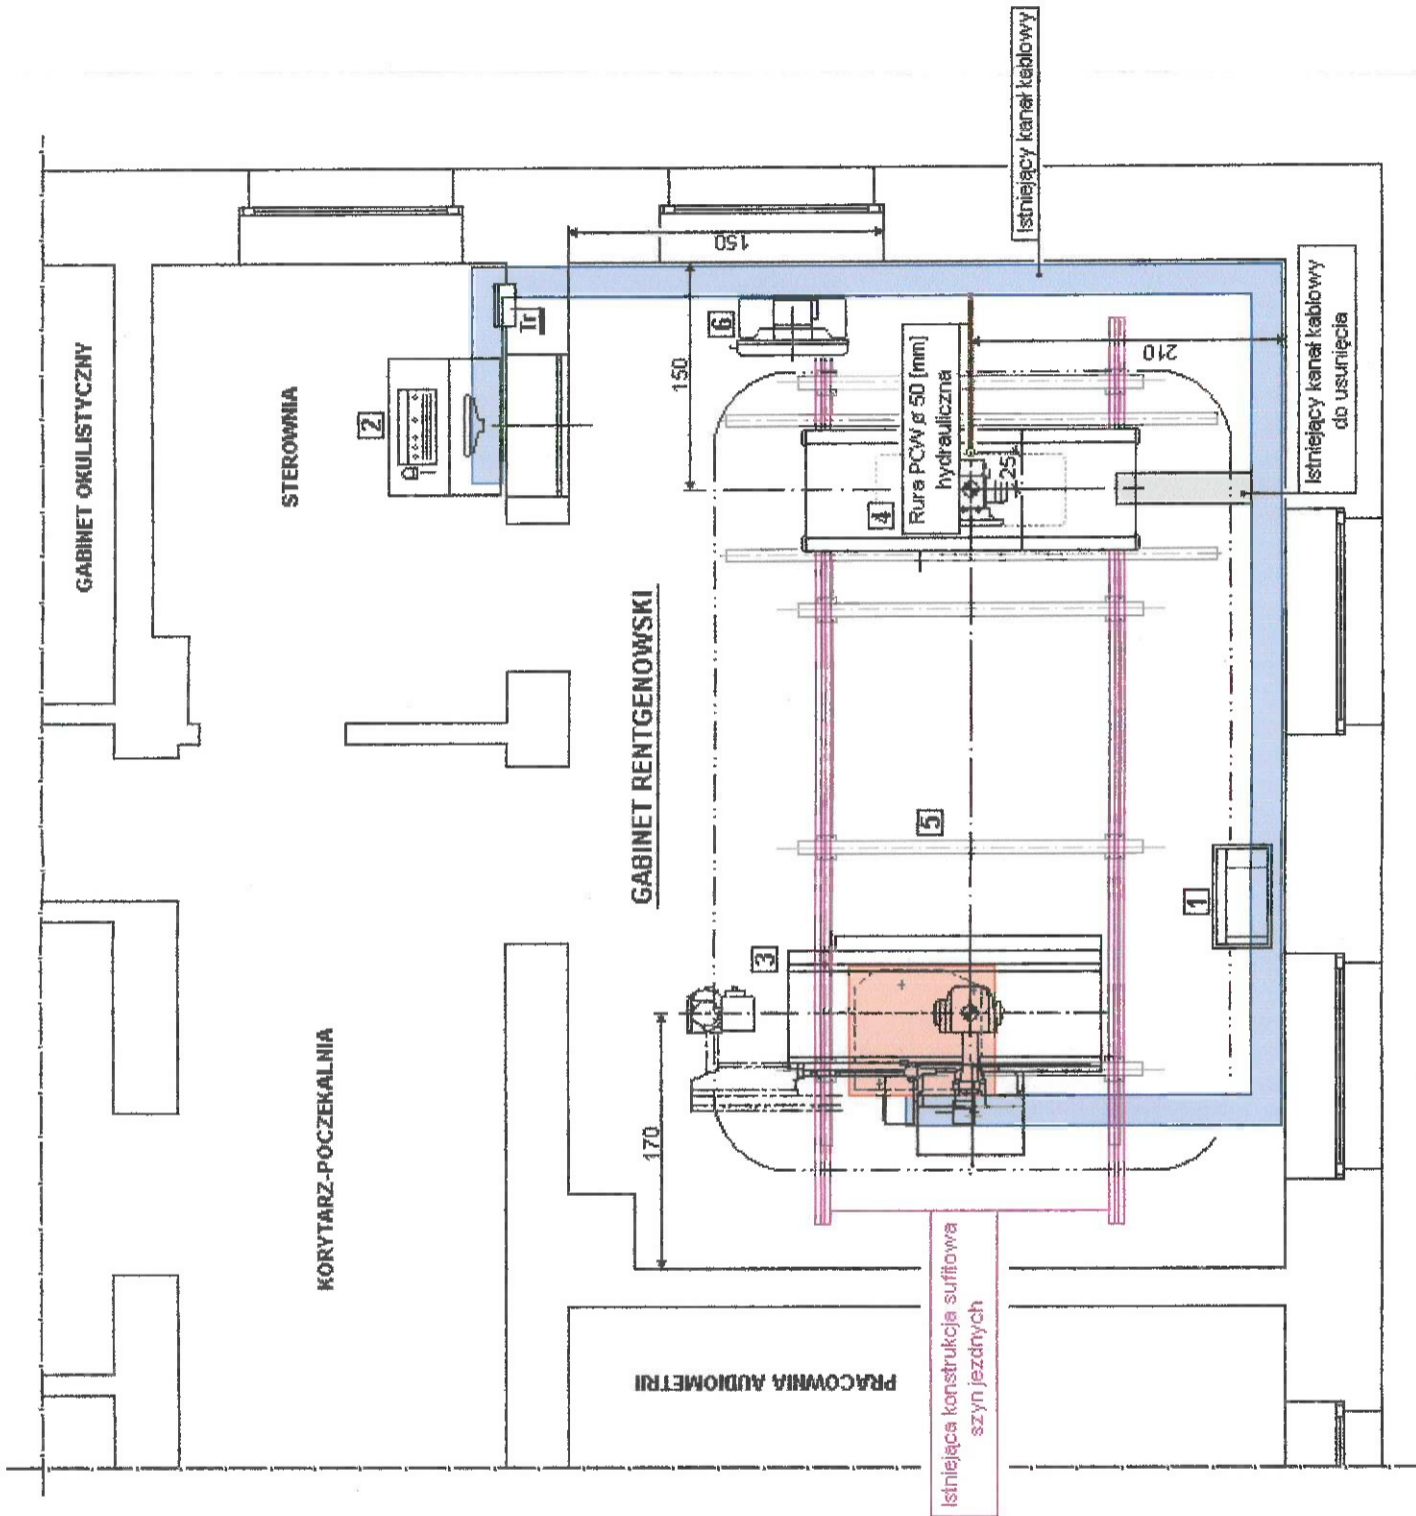 GABINET OKULISTYCZNY
STEROWNIA
2
Tr
150
6
150
Istniejący kanał kablowy
Rura PCW ø 50 [mm]
hydrauliczna
25
4
210
Istniejący kanał kablowy
do usunięcia
GABINET RENTGENOWSKI
5
1
3
KORYTARZ-POCZEKALNIA
170
Istniejąca konstrukcja sufitowa
szyn jezdnych
PRACOWNIA AUDIOMETRII